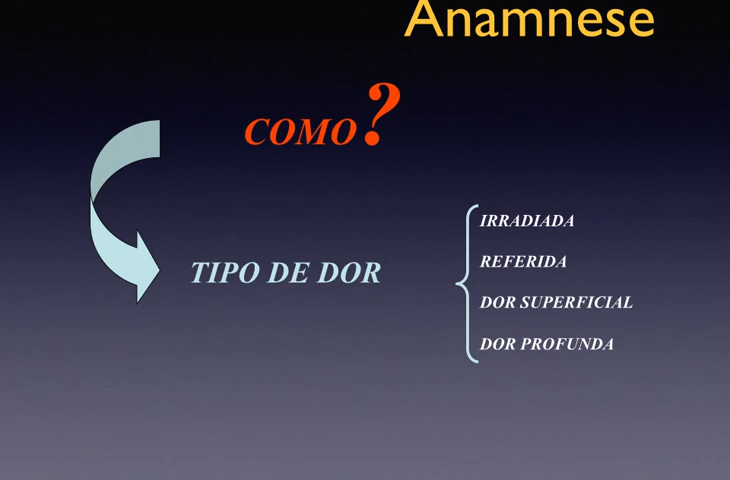 Anamnese
COMO?
TIPO DE DOR
IRRADIADA
REFERIDA
DOR SUPERFICIAL
DOR PROFUNDA